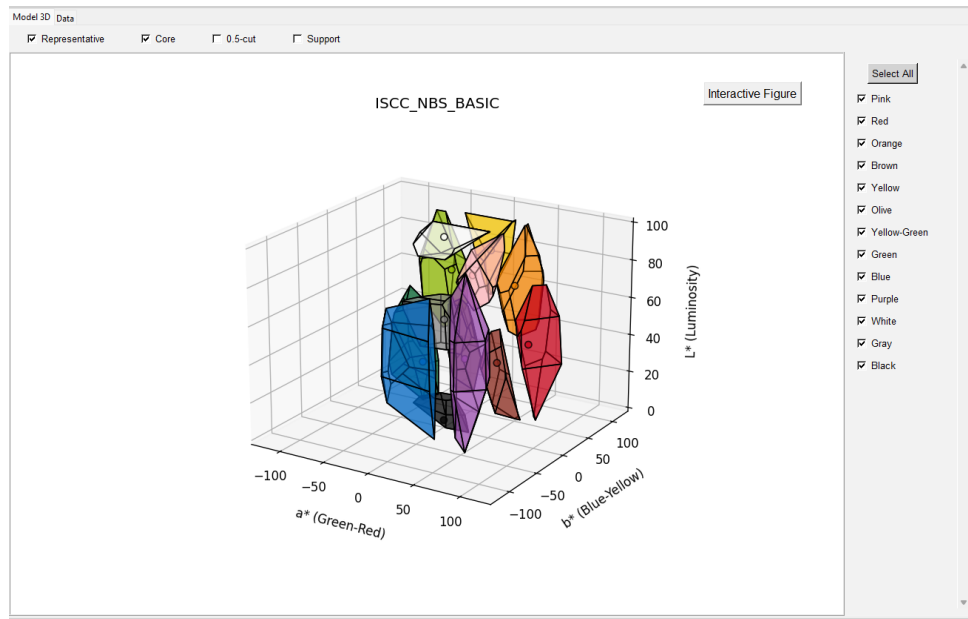 Model 3D Data
Representative Core 0.5-cut Support
Select All
Interactive Figure
ISCC_NBS_BASIC
Pink
Red
Orange
Brown
Yellow
Olive
Yellow-Green
Green
Blue
Purple
White
Gray
Black
100
80
60
40
20
0
L* (Luminosity)
−100
−50
0
50
100
a* (Green-Red)
100
50
0
−50
−100
b* (Blue-Yellow)